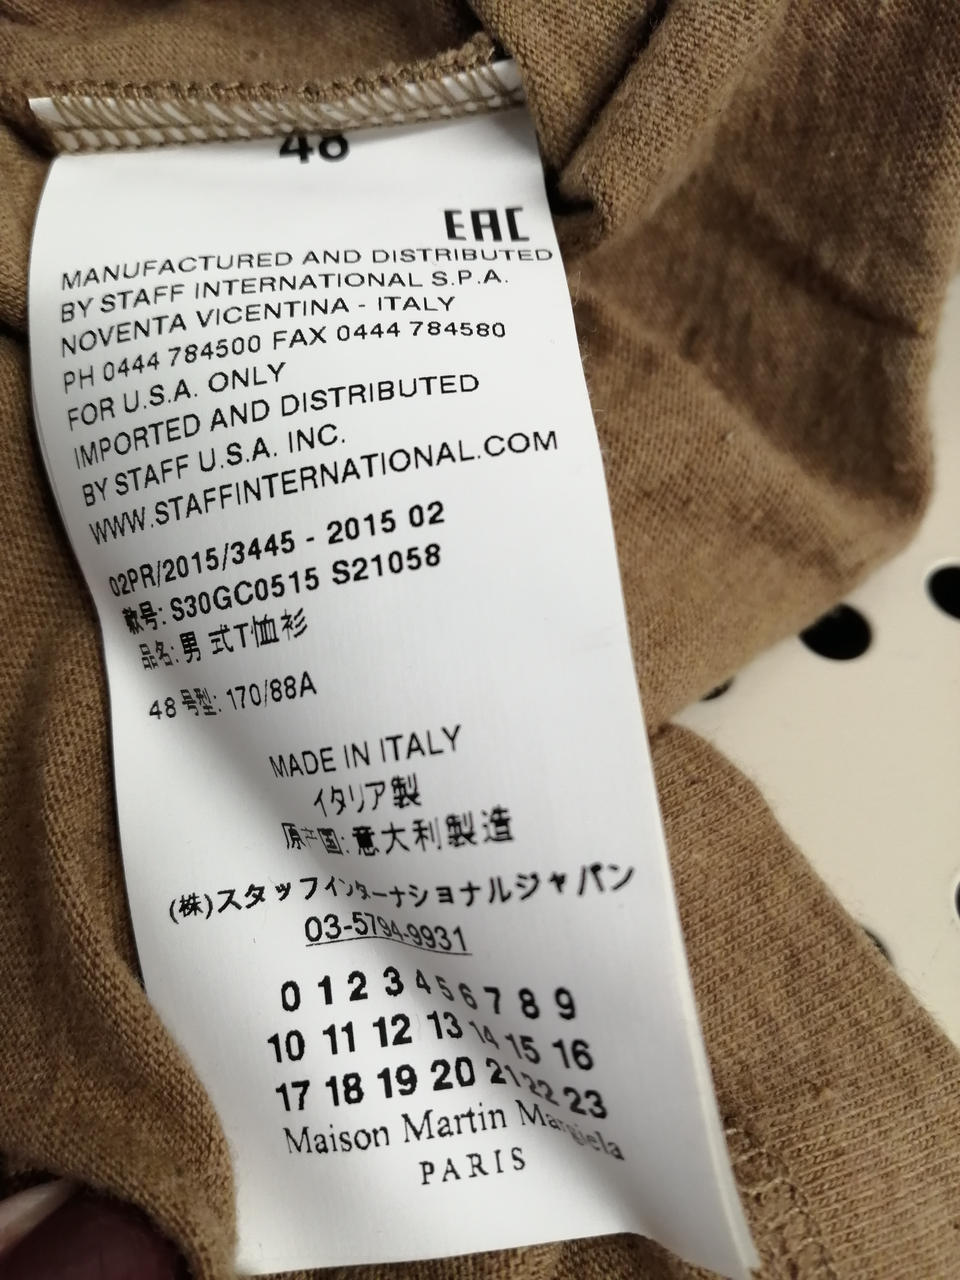 48
EAC
MANUFACTURED AND DISTRIBUTED
BY STAFF INTERNATIONAL S.P.A.
NOVENTA VICENTINA - ITALY
PH 0444 784500 FAX 0444 784580
FOR U.S.A. ONLY
IMPORTED AND DISTRIBUTED
BY STAFF U.S.A. INC.
WWW.STAFFINTERNATIONAL.COM
02PR/2015/3445 - 2015 02
款号: S30GC0515 S21058
品名: 男 式T恤衫
48号型: 170/88A
MADE IN ITALY
イタリア製
原产国: 意大利製造
(株)スタッフインターナショナルジャパン
03-5794-9931
0 1 2 3 4 5 6 7 8 9
10 11 12 13 14 15 16
17 18 19 20 21 22 23
Maison Martin Margiela
PARIS